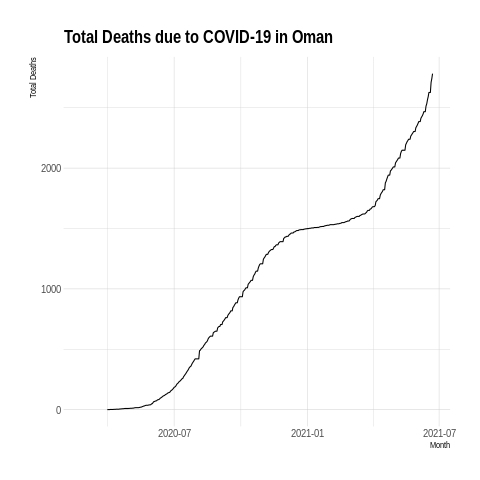 Total Deaths due to COVID-19 in Oman
Total Deaths
2000
1000
0
2020-07
2021-01
2021-07
Month